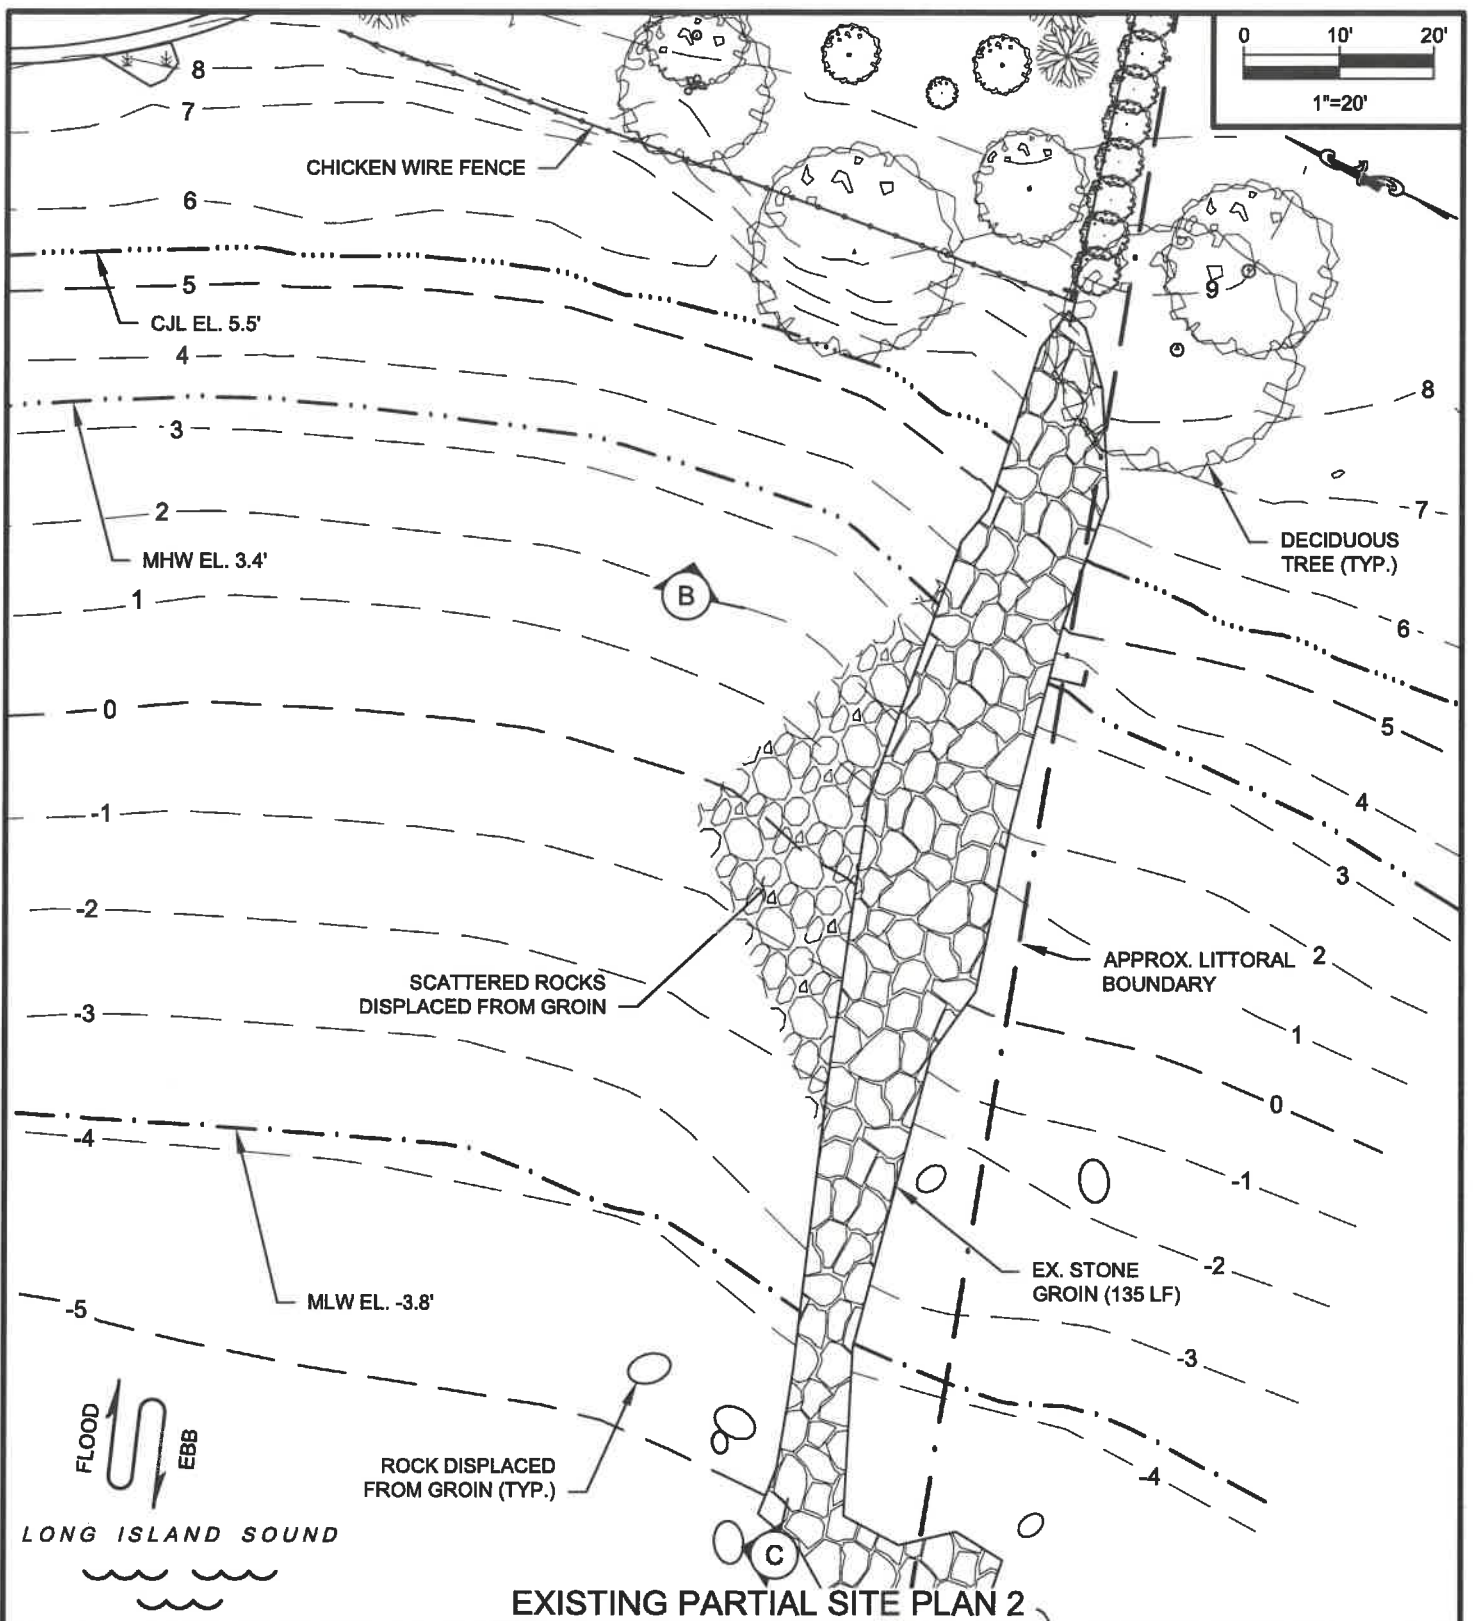 0 10' 20'
1"=20'
8
7
CHICKEN WIRE FENCE
6
9
5
CJL EL. 5.5'
4
8
3
7
2
DECIDUOUS
TREE (TYP.)
MHW EL. 3.4'
B
1
6
0
5
-1
4
3
-2
APPROX. LITTORAL
BOUNDARY
2
SCATTERED ROCKS
DISPLACED FROM GROIN
-3
1
0
-4
-1
-2
EX. STONE
GROIN (135 LF)
MLW EL. -3.8'
-5
-3
FLOOD
EBB
ROCK DISPLACED
FROM GROIN (TYP.)
-4
LONG ISLAND SOUND
C
EXISTING PARTIAL SITE PLAN 2